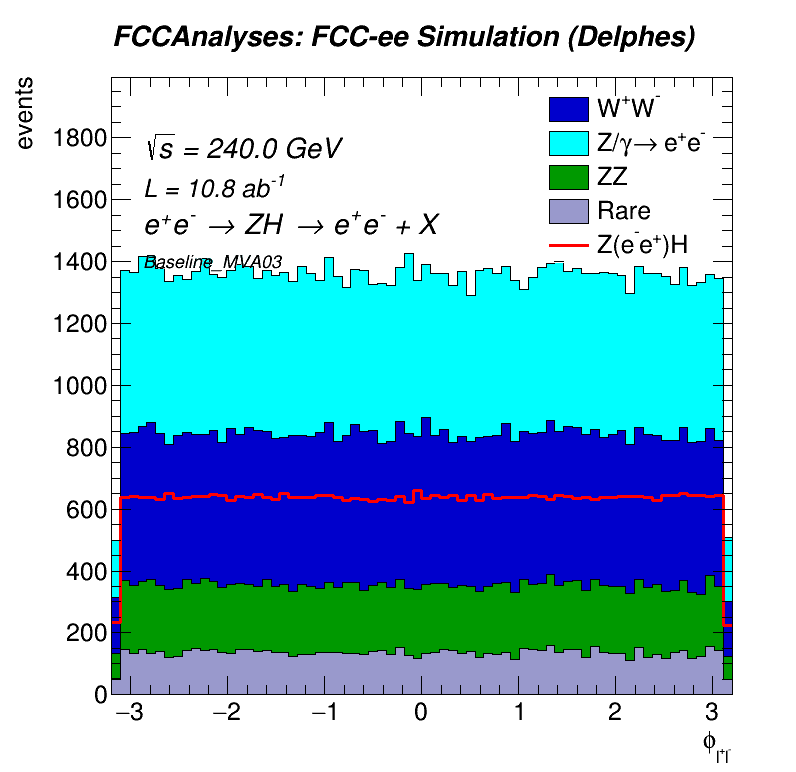 FCCAnalyses: FCC-ee Simulation (Delphes)
events
√s = 240.0 GeV
L = 10.8 ab⁻¹
e⁺e⁻ → ZH → e⁺e⁻ + X
Baseline_MVA03
W⁺W⁻
Z/γ→ e⁺e⁻
ZZ
Rare
Z(e⁻e⁺)H
1800
1600
1400
1200
1000
800
600
400
200
0
−3 −2 −1 0 1 2 3
ϕ l⁺l⁻